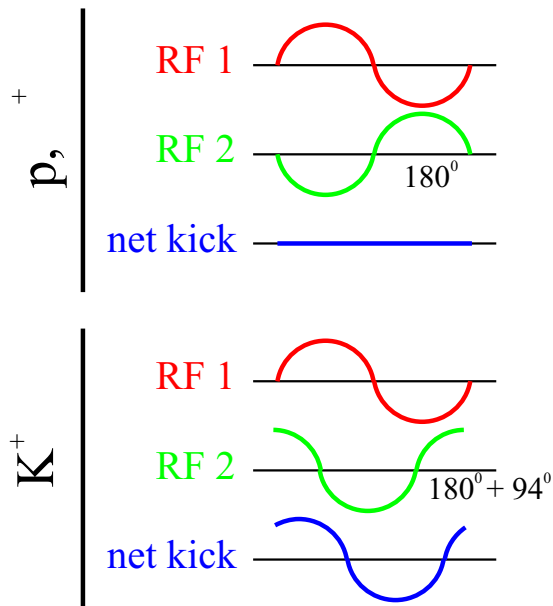 p, +
RF 1
RF 2
180⁰
net kick
K⁺
RF 1
RF 2
180⁰ + 94⁰
net kick